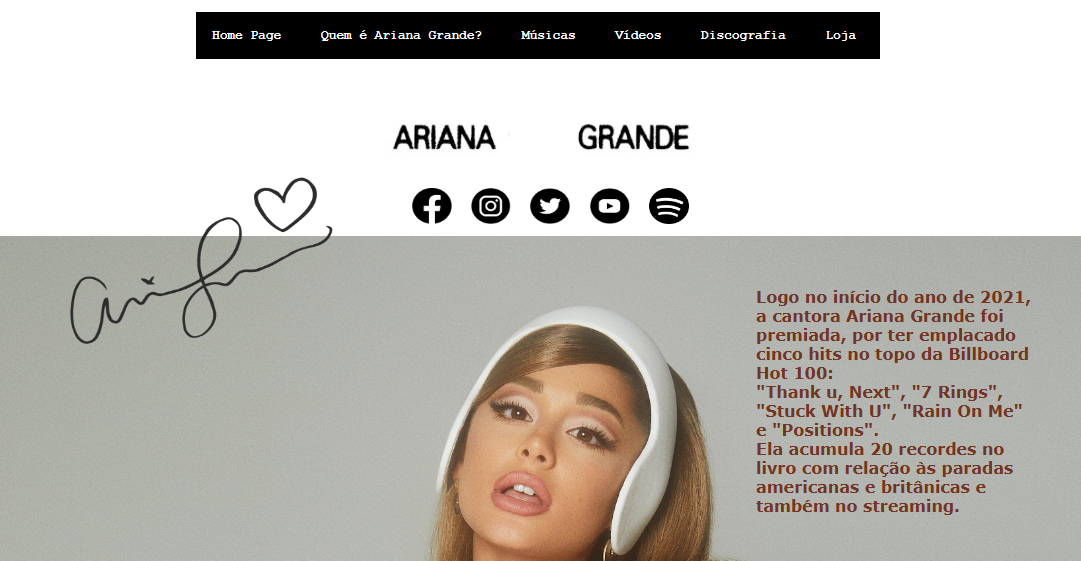 Home Page Quem é Ariana Grande? Músicas Vídeos Discografia Loja
ARIANA GRANDE
Logo no início do ano de 2021,
a cantora Ariana Grande foi
premiada, por ter emplacado
cinco hits no topo da Billboard
Hot 100:
"Thank u, Next", "7 Rings",
"Stuck With U", "Rain On Me"
e "Positions".
Ela acumula 20 recordes no
livro com relação às paradas
americanas e britânicas e
também no streaming.